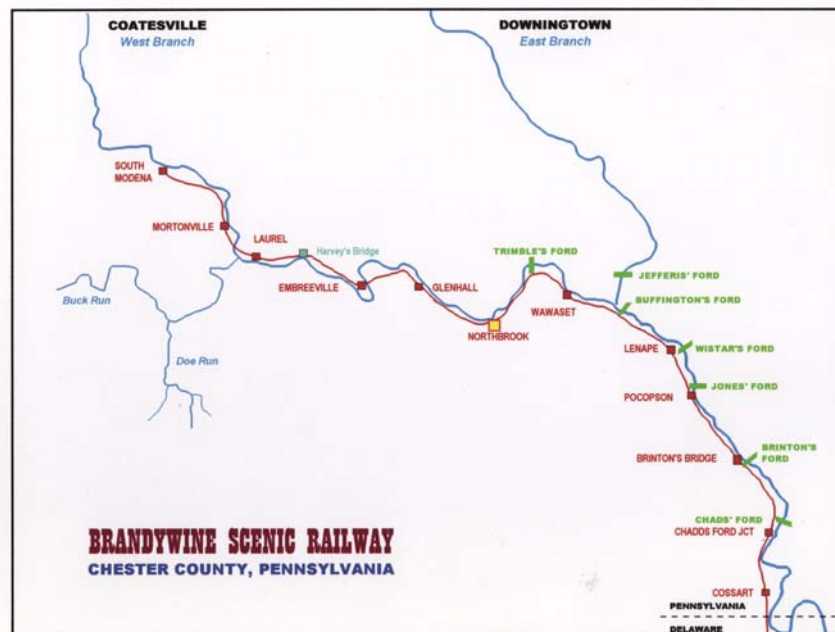 COATESVILLE
West Branch
DOWNINGTOWN
East Branch
SOUTH
MODENA
MORTONVILLE
LAUREL
Harvey's Bridge
TRIMBLE'S FORD
JEFFERIS' FORD
EMBREEVILLE
GLENHALL
BUFFINGTON'S FORD
Buck Run
WAWASET
NORTHBROOK
LENAPE
WISTAR'S FORD
Doe Run
JONES' FORD
POCOPSON
BRINTON'S
FORD
BRINTON'S BRIDGE
CHADS' FORD
CHADDS FORD JCT
BRANDYWINE SCENIC RAILWAY
CHESTER COUNTY, PENNSYLVANIA
COSSART
PENNSYLVANIA
DELAWARE